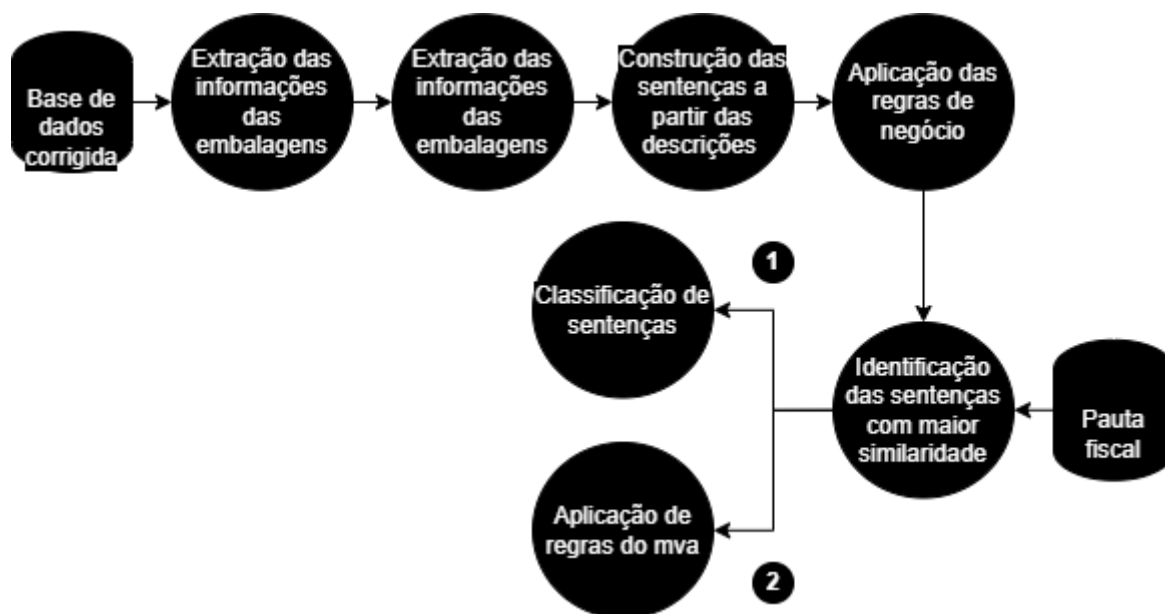 Base de
dados
corrigida
Extração das
informações
das
embalagens
Extração das
informações
das
embalagens
Construção das
sentenças a
partir das
descrições
Aplicação das
regras de
negócio
1
Classificação de
sentenças
Identificação
das sentenças
com maior
similaridade
Pauta
fiscal
Aplicação de
regras do mva
2